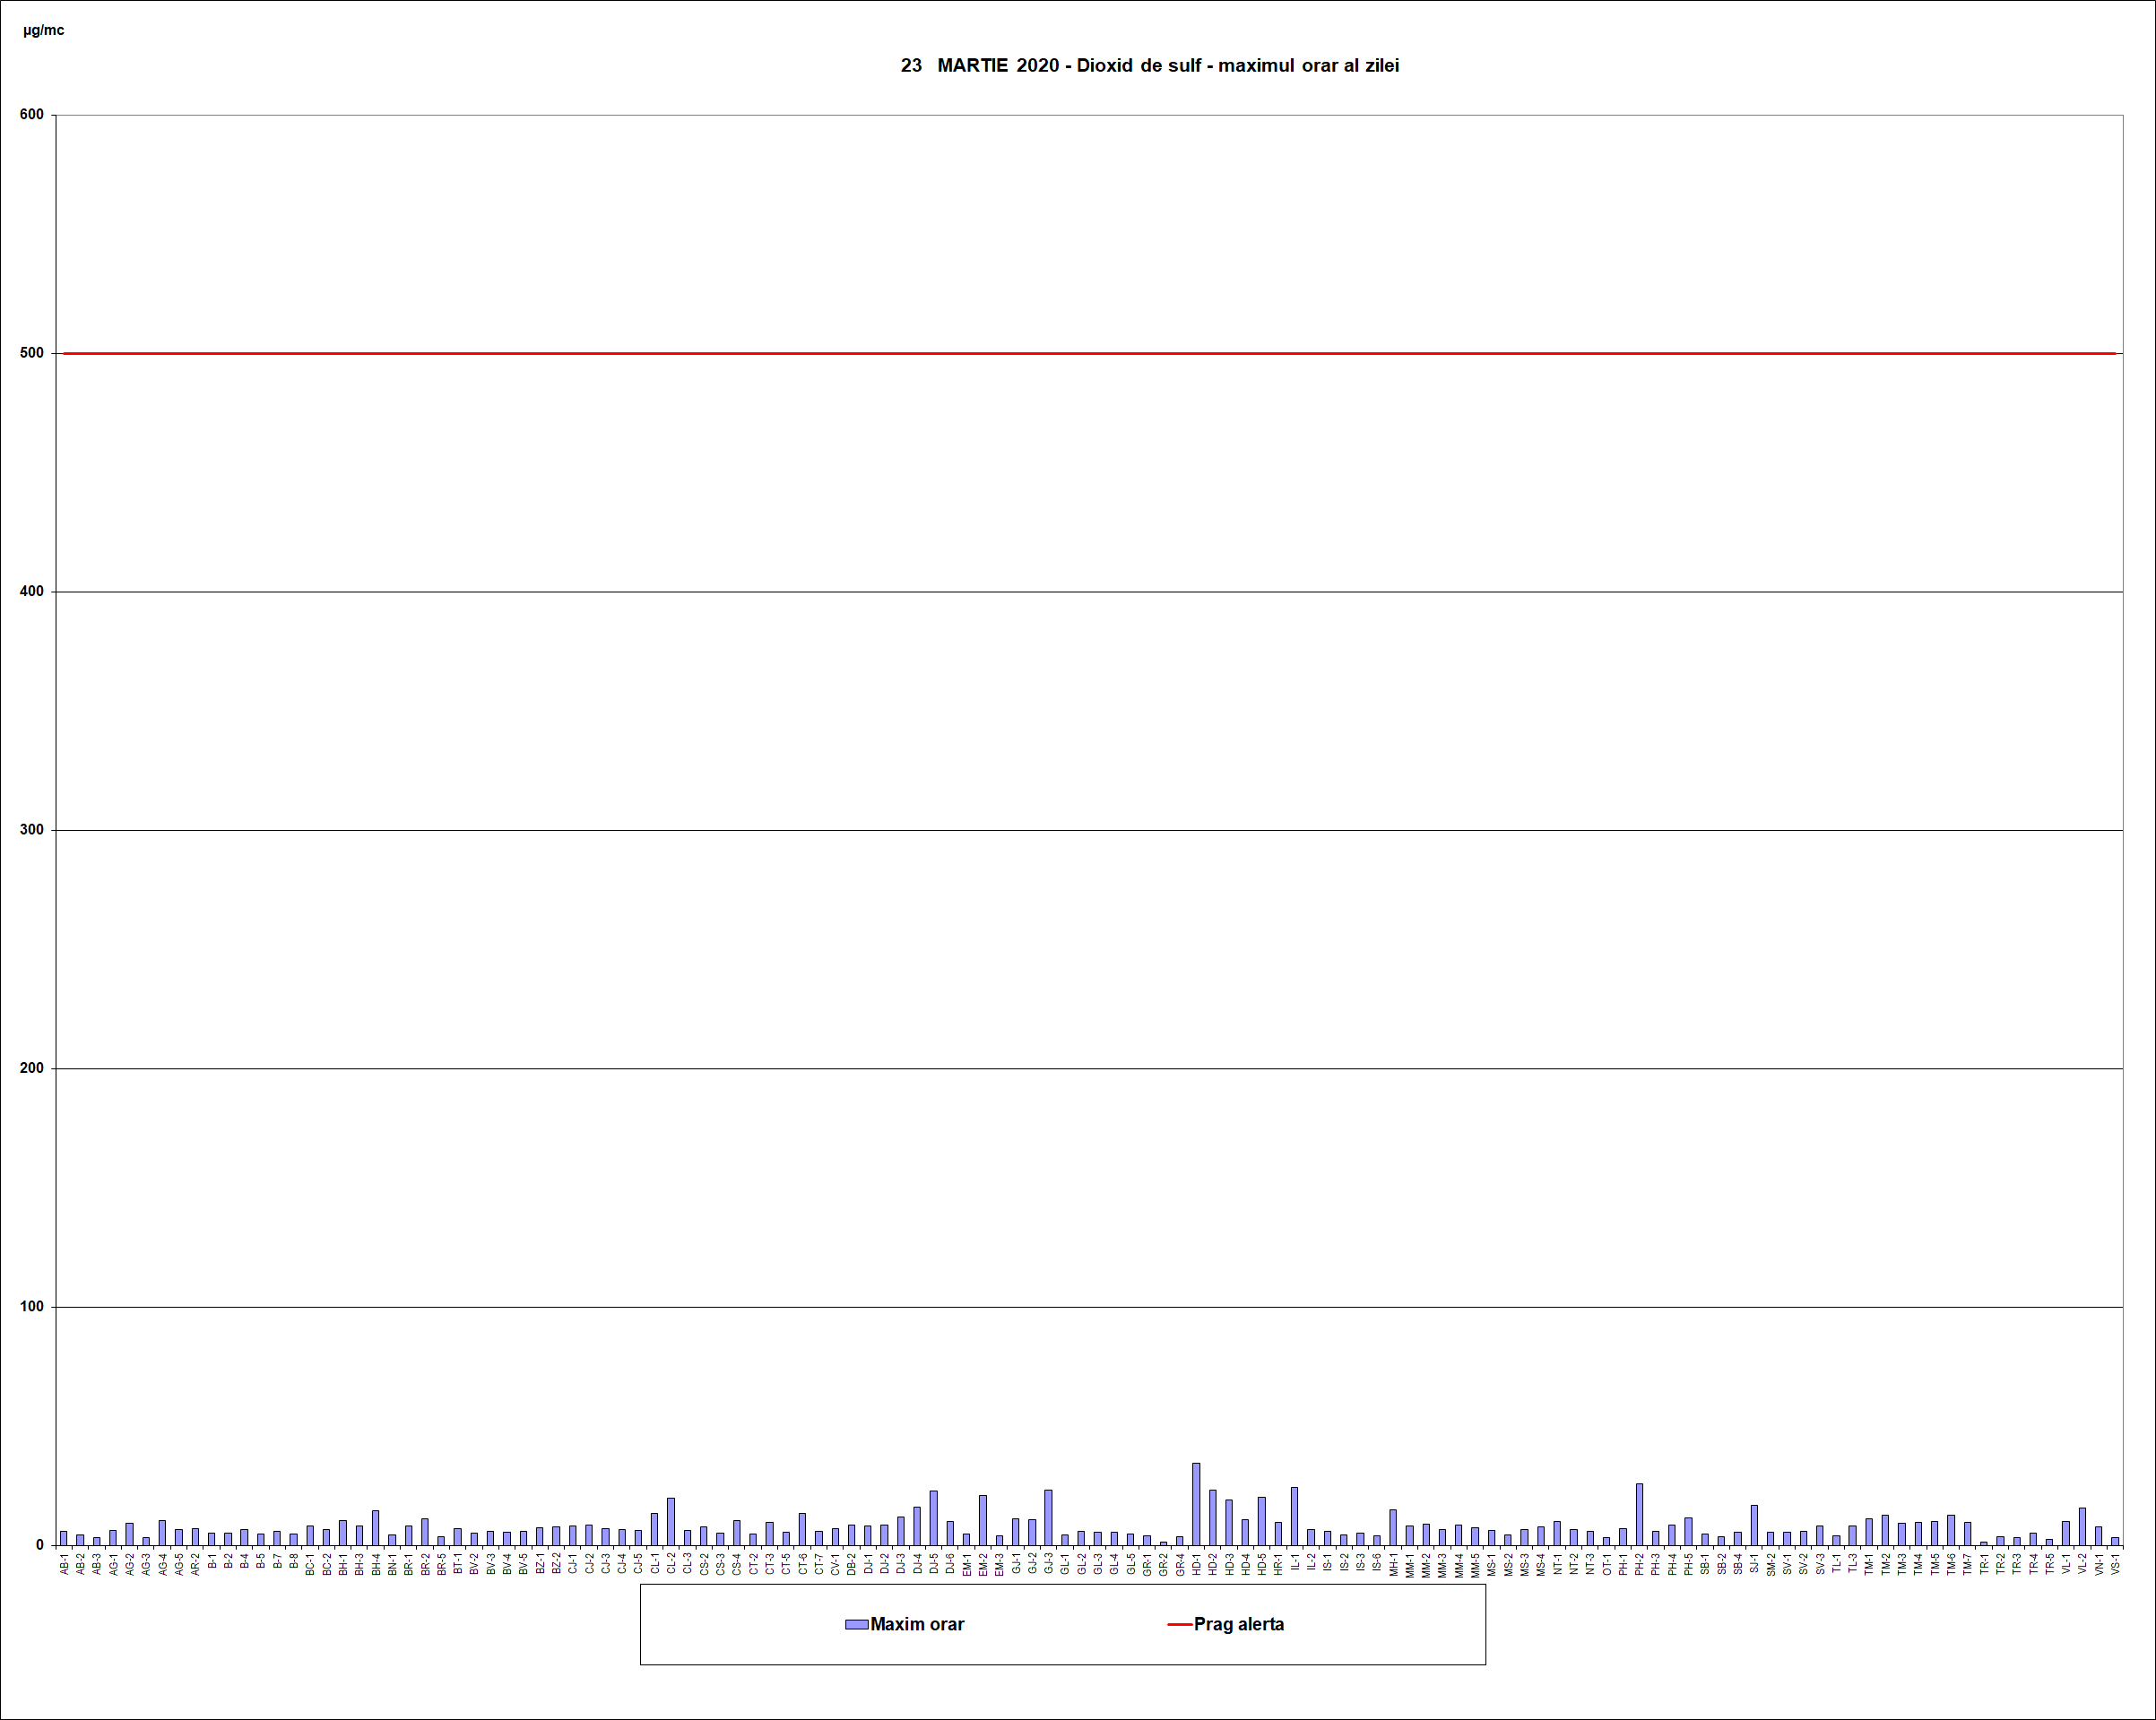 µg/mc
23 MARTIE 2020 - Dioxid de sulf - maximul orar al zilei
600
500
400
300
200
100
0
AB-1 AB-2 AB-3 AG-1 AG-2 AG-3 AG-4 AG-5 AR-2 B-1 B-2 B-4 B-5 B-7 B-8 BC-1 BC-2 BH-1 BH-3 BH-4 BN-1 BR-1 BR-2 BR-5 BT-1 BV-2 BV-3 BV-4 BV-5 BZ-1 BZ-2 CJ-1 CJ-2 CJ-3 CJ-4 CJ-5 CL-1 CL-2 CL-3 CS-2 CS-3 CS-4 CT-2 CT-3 CT-5 CT-6 CT-7 CV-1 DB-2 DJ-1 DJ-2 DJ-3 DJ-4 DJ-5 DJ-6 EM-1 EM-2 EM-3 GJ-1 GJ-2 GJ-3 GL-1 GL-2 GL-3 GL-4 GL-5 GR-1 GR-2 GR-4 HD-1 HD-2 HD-3 HD-4 HD-5 HR-1 IL-1 IL-2 IS-1 IS-2 IS-3 IS-6 MH-1 MM-1 MM-2 MM-3 MM-4 MM-5 MS-1 MS-2 MS-3 MS-4 NT-1 NT-2 NT-3 OT-1 PH-1 PH-2 PH-3 PH-4 PH-5 SB-1 SB-2 SB-4 SJ-1 SM-2 SV-1 SV-2 SV-3 TL-1 TL-3 TM-1 TM-2 TM-3 TM-4 TM-5 TM-6 TM-7 TR-1 TR-2 TR-3 TR-4 TR-5 VL-1 VL-2 VN-1 VS-1
Maxim orar Prag alerta